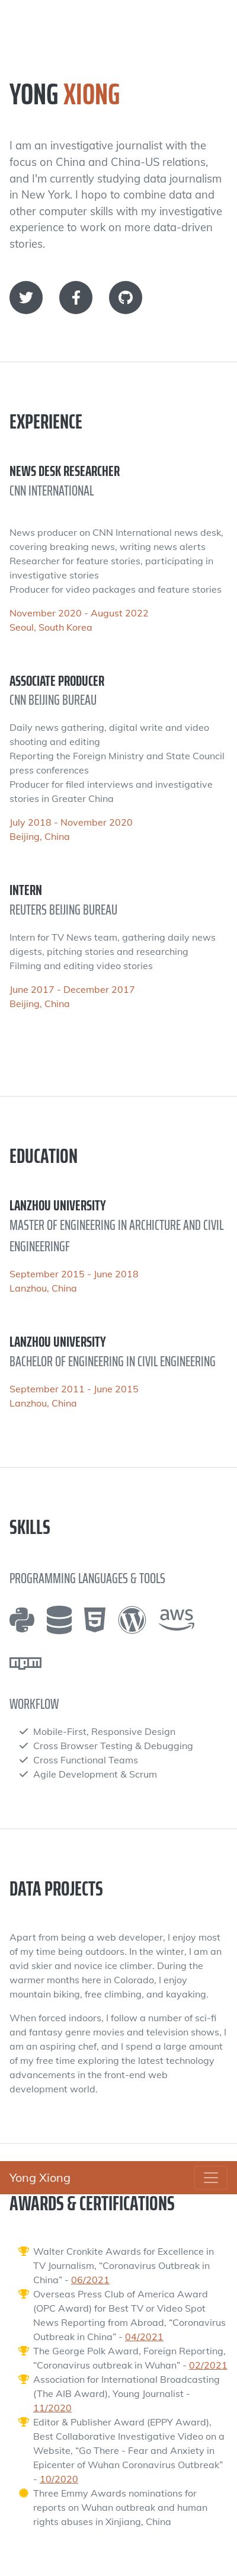 YONG XIONG
I am an investigative journalist with the
focus on China and China-US relations,
and I'm currently studying data journalism
in New York. I hope to combine data and
other computer skills with my investigative
experience to work on more data-driven
stories.
EXPERIENCE
NEWS DESK RESEARCHER
CNN INTERNATIONAL
News producer on CNN International news desk,
covering breaking news, writing news alerts
Researcher for feature stories, participating in
investigative stories
Producer for video packages and feature stories
November 2020 - August 2022
Seoul, South Korea
ASSOCIATE PRODUCER
CNN BEIJING BUREAU
Daily news gathering, digital write and video
shooting and editing
Reporting the Foreign Ministry and State Council
press conferences
Producer for filed interviews and investigative
stories in Greater China
July 2018 - November 2020
Beijing, China
INTERN
REUTERS BEIJING BUREAU
Intern for TV News team, gathering daily news
digests, pitching stories and researching
Filming and editing video stories
June 2017 - December 2017
Beijing, China
EDUCATION
LANZHOU UNIVERSITY
MASTER OF ENGINEERING IN ARCHICTURE AND CIVIL
ENGINEERINGF
September 2015 - June 2018
Lanzhou, China
LANZHOU UNIVERSITY
BACHELOR OF ENGINEERING IN CIVIL ENGINEERING
September 2011 - June 2015
Lanzhou, China
SKILLS
PROGRAMMING LANGUAGES & TOOLS
aws
npm
WORKFLOW
Mobile-First, Responsive Design
Cross Browser Testing & Debugging
Cross Functional Teams
Agile Development & Scrum
DATA PROJECTS
Apart from being a web developer, I enjoy most
of my time being outdoors. In the winter, I am an
avid skier and novice ice climber. During the
warmer months here in Colorado, I enjoy
mountain biking, free climbing, and kayaking.
When forced indoors, I follow a number of sci-fi
and fantasy genre movies and television shows, I
am an aspiring chef, and I spend a large amount
of my free time exploring the latest technology
advancements in the front-end web
development world.
Yong Xiong
AWARDS & CERTIFICATIONS
Walter Cronkite Awards for Excellence in
TV Journalism, “Coronavirus Outbreak in
China” - 06/2021
Overseas Press Club of America Award
(OPC Award) for Best TV or Video Spot
News Reporting from Abroad, “Coronavirus
Outbreak in China” - 04/2021
The George Polk Award, Foreign Reporting,
“Coronavirus outbreak in Wuhan” - 02/2021
Association for International Broadcasting
(The AIB Award), Young Journalist -
11/2020
Editor & Publisher Award (EPPY Award),
Best Collaborative Investigative Video on a
Website, “Go There - Fear and Anxiety in
Epicenter of Wuhan Coronavirus Outbreak”
- 10/2020
Three Emmy Awards nominations for
reports on Wuhan outbreak and human
rights abuses in Xinjiang, China